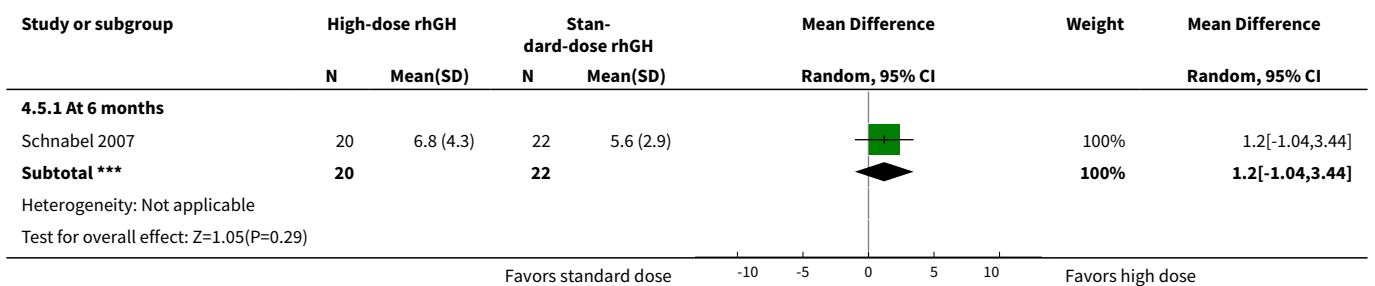 Study or subgroup High-dose rhGH Stan- Mean Difference Weight Mean Difference
dard-dose rhGH
N Mean(SD) N Mean(SD) Random, 95% CI Random, 95% CI
4.5.1 At 6 months
Schnabel 2007 20 6.8 (4.3) 22 5.6 (2.9) 100% 1.2[-1.04,3.44]
Subtotal *** 20 22 100% 1.2[-1.04,3.44]
Heterogeneity: Not applicable
Test for overall effect: Z=1.05(P=0.29)
Favors standard dose -10 -5 0 5 10 Favors high dose